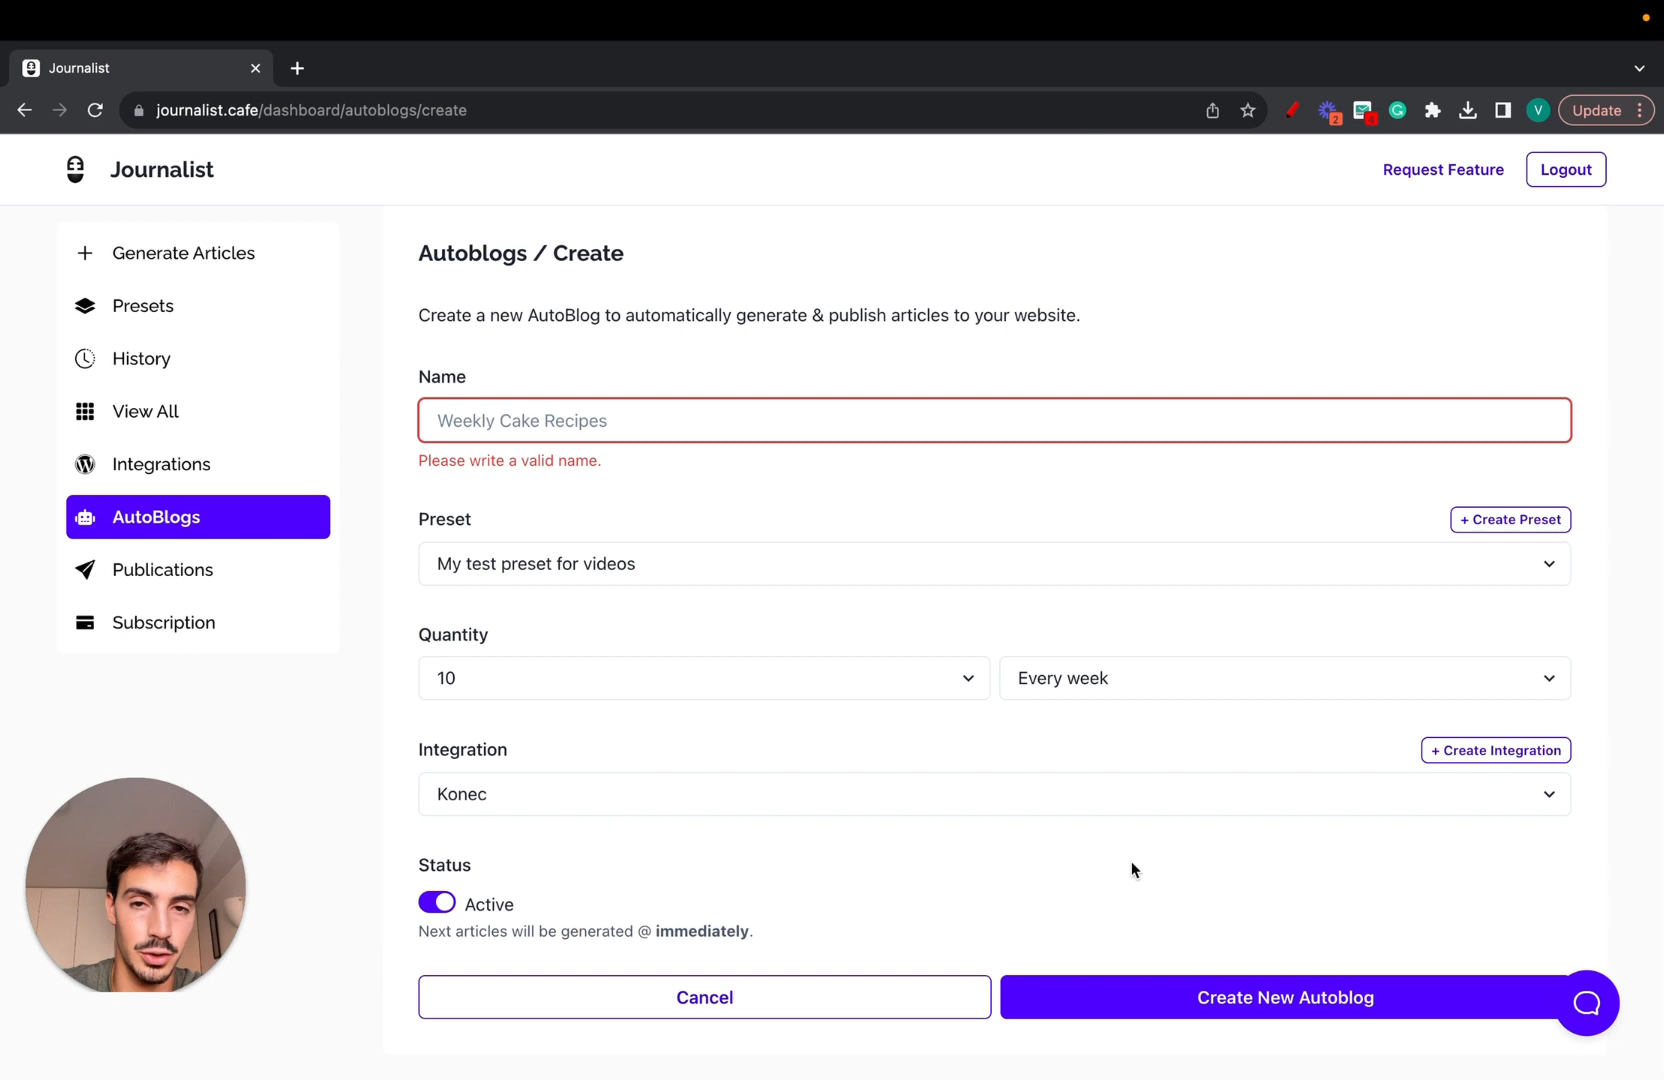 Journalist
journalist.cafe/dashboard/autoblogs/create
2
4
V
Update
Journalist
Request Feature
Logout
Generate Articles
Presets
History
View All
Integrations
AutoBlogs
Publications
Subscription
Autoblogs / Create
Create a new AutoBlog to automatically generate & publish articles to your website.
Name
Weekly Cake Recipes
Please write a valid name.
Preset
+ Create Preset
My test preset for videos
Quantity
10
Every week
Integration
+ Create Integration
Konec
Status
Active
Next articles will be generated @ immediately.
Cancel
Create New Autoblog